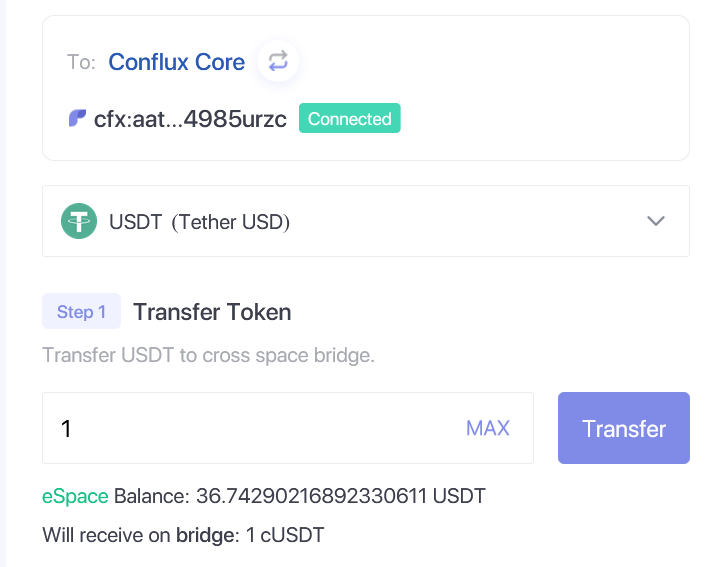 To: Conflux Core
cfx:aat...4985urzc Connected
USDT (Tether USD)
Step 1 Transfer Token
Transfer USDT to cross space bridge.
1 MAX Transfer
eSpace Balance: 36.74290216892330611 USDT
Will receive on bridge: 1 cUSDT